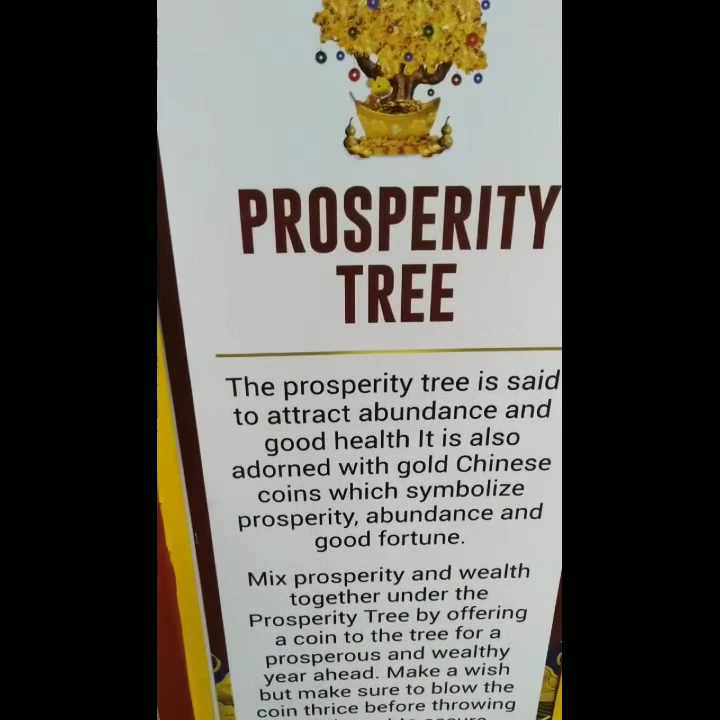 PROSPERITY
TREE
The prosperity tree is said
to attract abundance and
good health It is also
adorned with gold Chinese
coins which symbolize
prosperity, abundance and
good fortune.
Mix prosperity and wealth
together under the
Prosperity Tree by offering
a coin to the tree for a
prosperous and wealthy
year ahead. Make a wish
but make sure to blow the
coin thrice before throwing